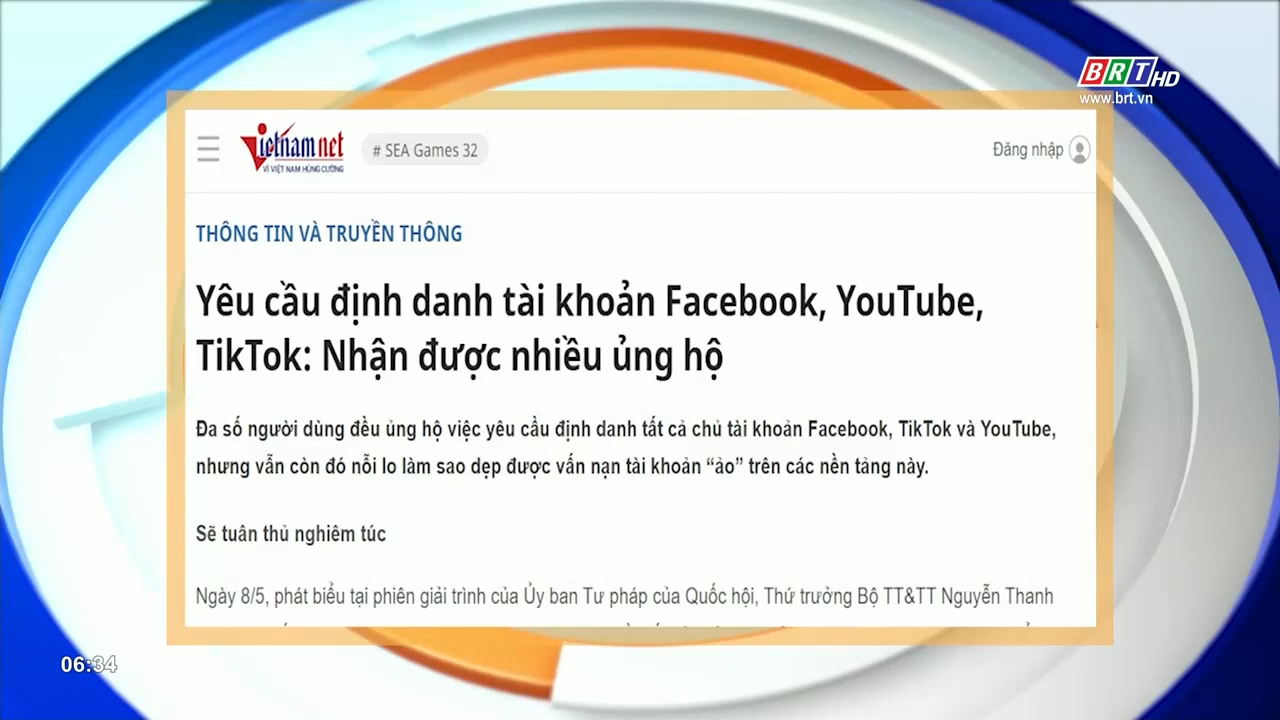 BRT HD
www.brt.vn
Vietnamnet
# SEA Games 32
Đăng nhập
VÌ VIỆT NAM HÙNG CƯỜNG
THÔNG TIN VÀ TRUYỀN THÔNG
Yêu cầu định danh tài khoản Facebook, YouTube,
TikTok: Nhận được nhiều ủng hộ
Đa số người dùng đều ủng hộ việc yêu cầu định danh tất cả chủ tài khoản Facebook, TikTok và YouTube,
nhưng vẫn còn đó nỗi lo làm sao dẹp được vấn nạn tài khoản “ảo” trên các nền tảng này.
Sẽ tuân thủ nghiêm túc
Ngày 8/5, phát biểu tại phiên giải trình của Ủy ban Tư pháp của Quốc hội, Thứ trưởng Bộ TT&TT Nguyễn Thanh
06:34